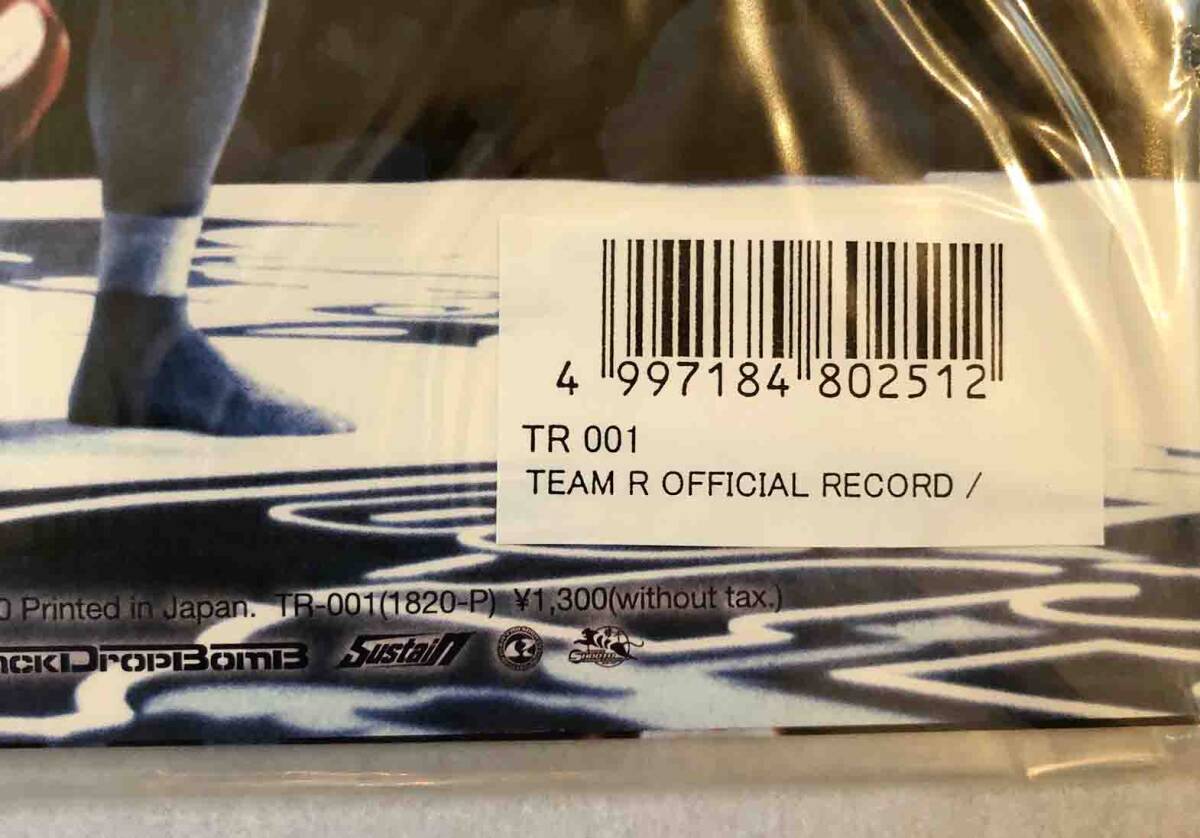 4 997184 802512
TR 001
TEAM R OFFICIAL RECORD /
Printed in Japan. TR-001(1820-P) ¥1,300(without tax.)
DropBomB Sustain